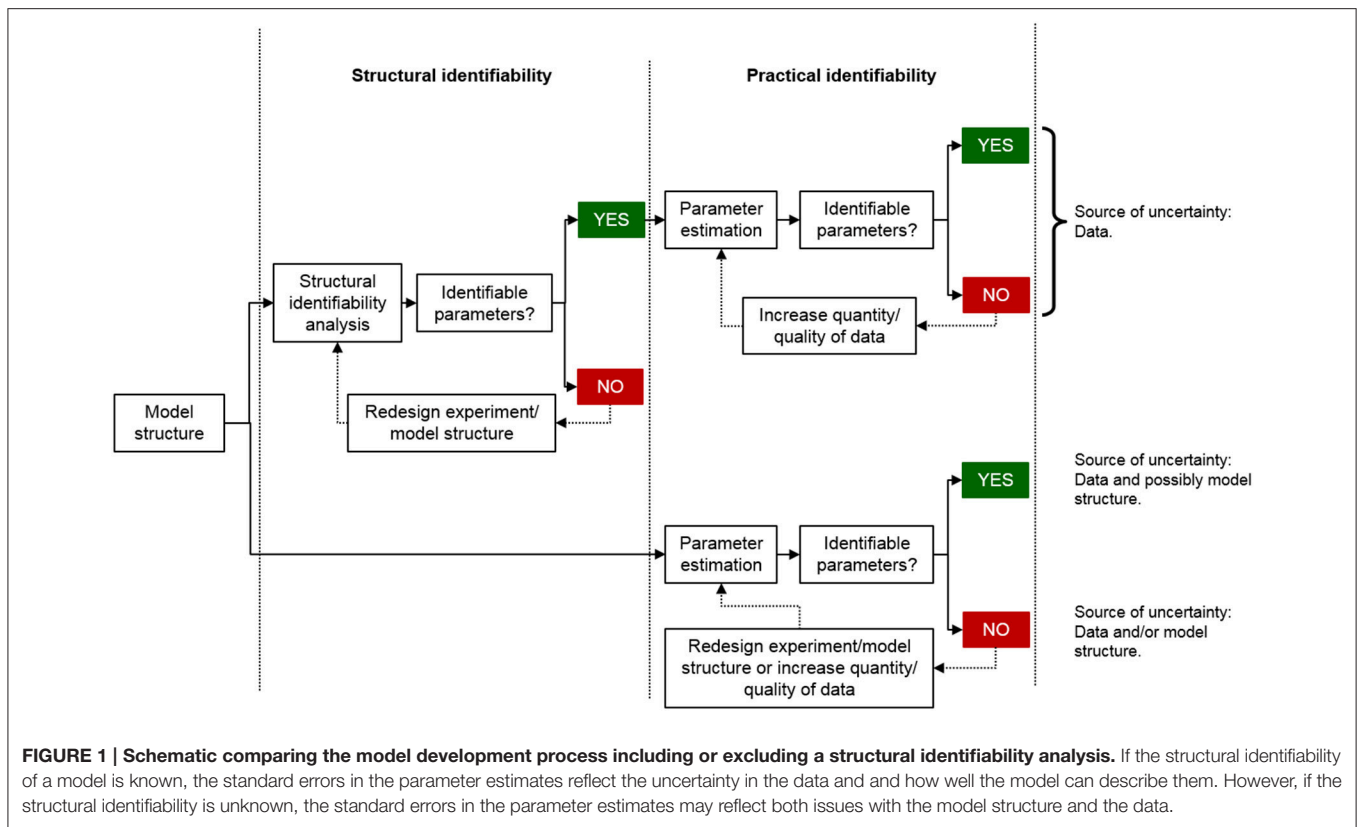 Structural identifiability
Practical identifiability
Model
structure
Structural
identifiability
analysis
Identifiable
parameters?
YES
NO
Redesign experiment/
model structure
Parameter
estimation
Identifiable
parameters?
YES
NO
Increase quantity/
quality of data
Source of uncertainty:
Data.
Parameter
estimation
Identifiable
parameters?
YES
NO
Redesign experiment/model
structure or increase quantity/
quality of data
Source of uncertainty:
Data and possibly model
structure.
Source of uncertainty:
Data and/or model
structure.
FIGURE 1 | Schematic comparing the model development process including or excluding a structural identifiability analysis. If the structural identifiability
of a model is known, the standard errors in the parameter estimates reflect the uncertainty in the data and and how well the model can describe them. However, if the
structural identifiability is unknown, the standard errors in the parameter estimates may reflect both issues with the model structure and the data.